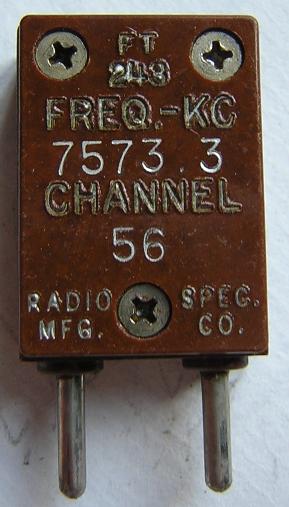 FT
243
FREQ.-KC
7573.3
CHANNEL
56
RADIO SPEC.
MFG. CO.